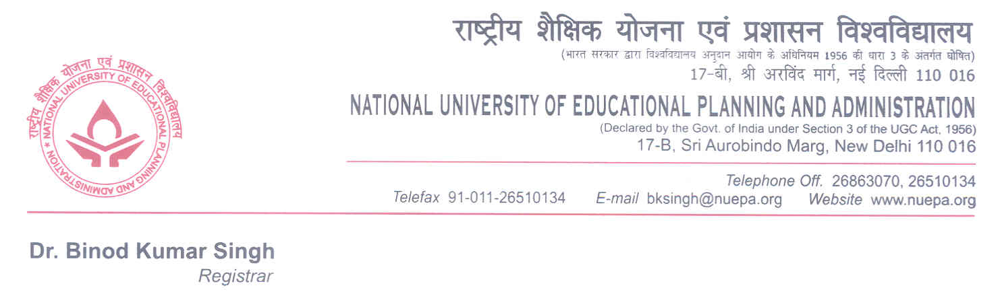 राष्ट्रीय शैक्षिक योजना एवं प्रशासन विश्वविद्यालय
(भारत सरकार द्वारा विश्वविद्यालय अनुदान आयोग के अधिनियम 1956 की धारा 3 के अंतर्गत घोषित)
17-बी, श्री अरविंद मार्ग, नई दिल्ली 110 016
राष्ट्रीय शैक्षिक योजना एवं प्रशासन विश्वविद्यालय
* NATIONAL UNIVERSITY OF EDUCATIONAL PLANNING AND ADMINISTRATION
NATIONAL UNIVERSITY OF EDUCATIONAL PLANNING AND ADMINISTRATION
(Declared by the Govt. of India under Section 3 of the UGC Act, 1956)
17-B, Sri Aurobindo Marg, New Delhi 110 016
Telephone Off. 26863070, 26510134
Telefax 91-011-26510134 E-mail bksingh@nuepa.org Website www.nuepa.org
Dr. Binod Kumar Singh
Registrar